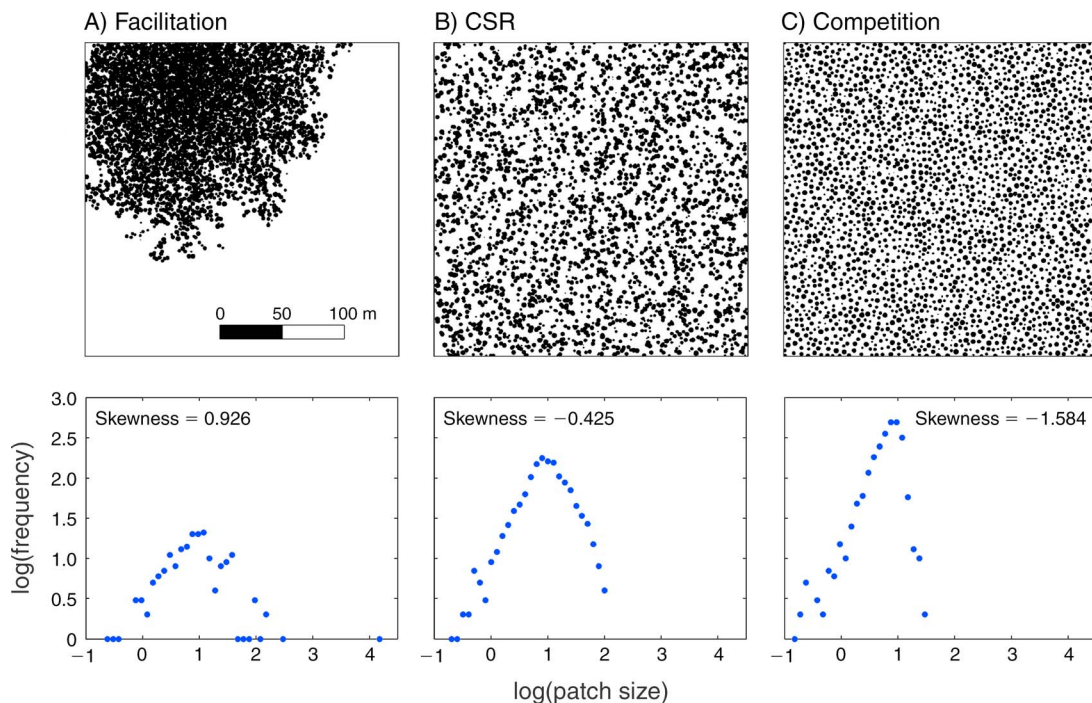 A) Facilitation
B) CSR
C) Competition
0 50 100 m
Skewness = 0.926
Skewness = −0.425
Skewness = −1.584
3.0
2.5
2.0
1.5
1.0
0.5
0
log(frequency)
−1 0 1 2 3 4
−1 0 1 2 3 4
−1 0 1 2 3 4
log(patch size)